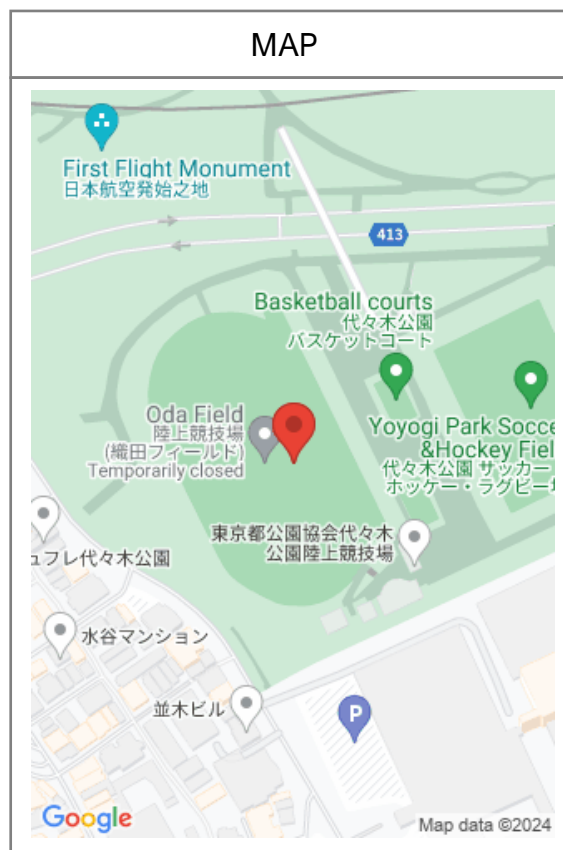 MAP
First Flight Monument
日本航空発始之地
413
Basketball courts
代々木公園
バスケットコート
Oda Field
陸上競技場
(織田フィールド)
Temporarily closed
Yoyogi Park Socce
&Hockey Fiel
代々木公園 サッカー
ホッケー・ラグビー場
東京都公園協会代々木
公園陸上競技場
ュフレ代々木公園
水谷マンション
並木ビル
P
Google
Map data ©2024